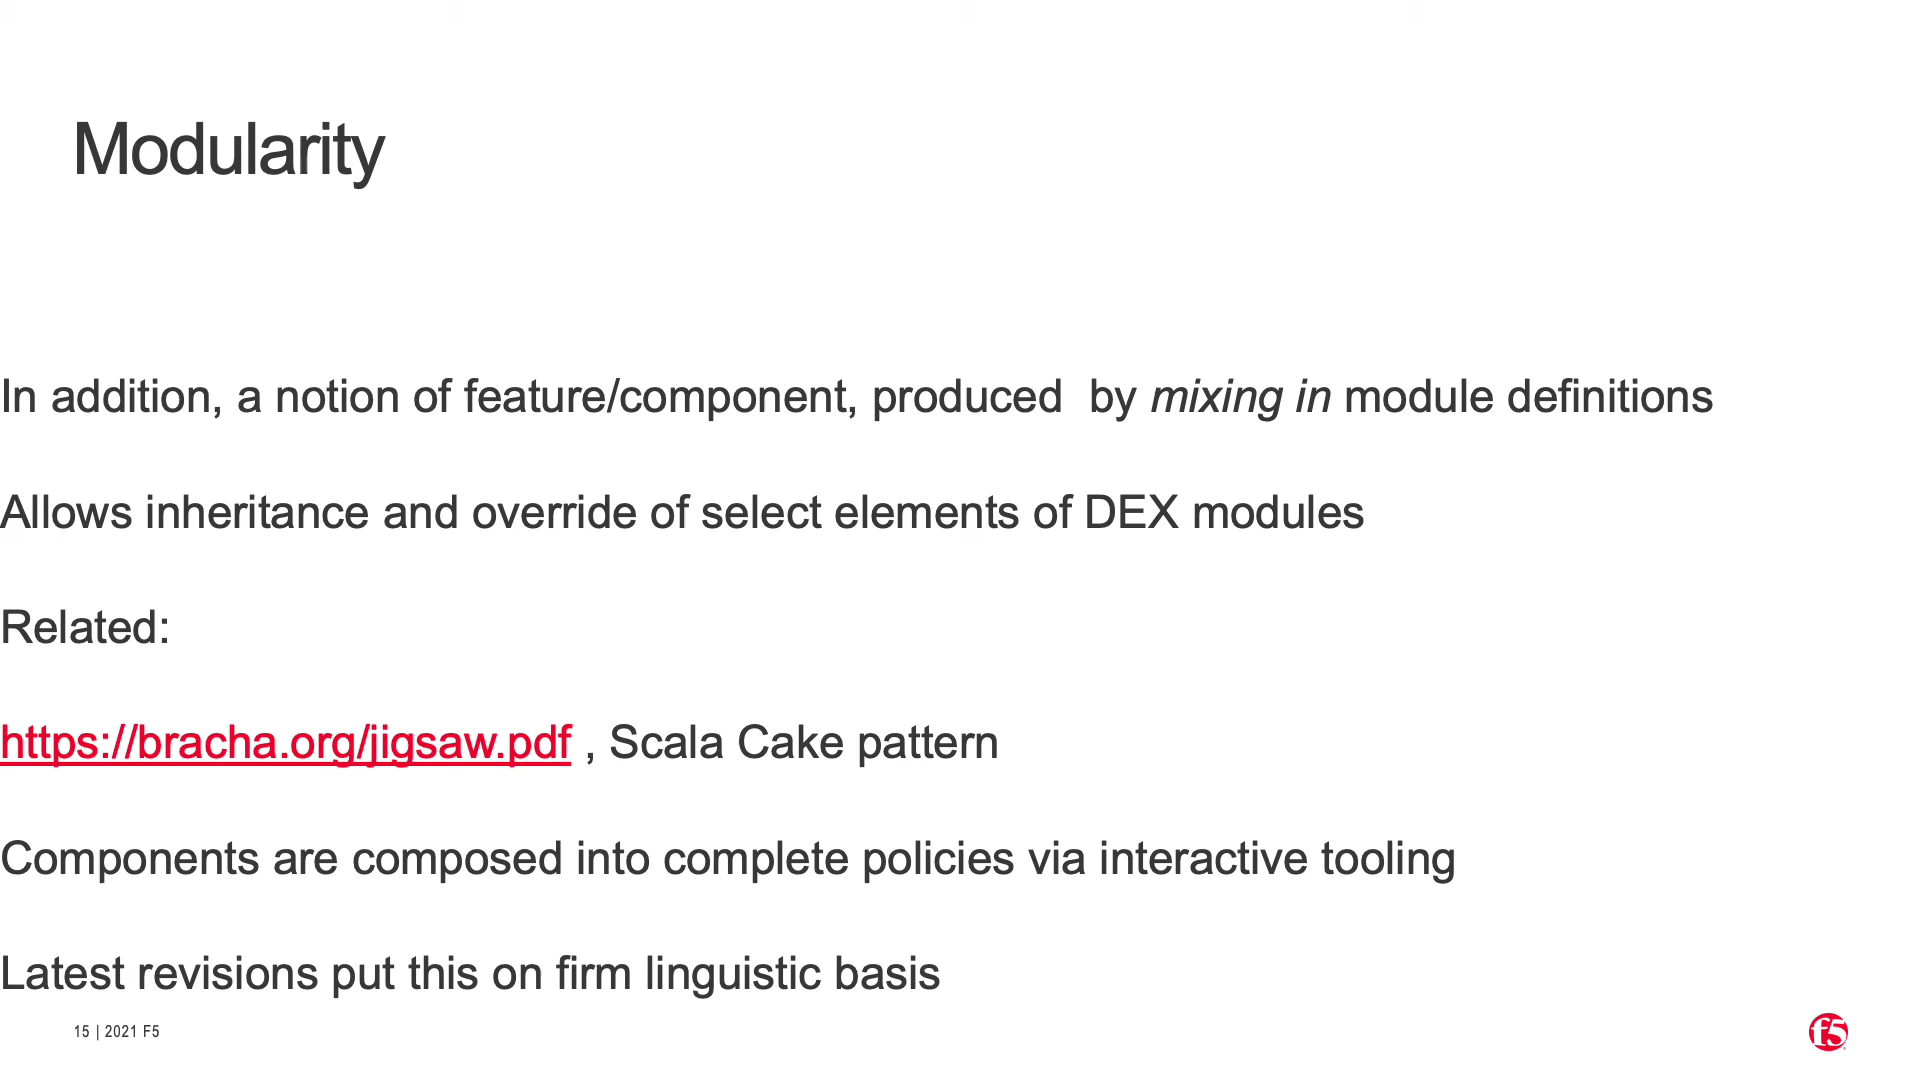 Modularity
In addition, a notion of feature/component, produced  by mixing in module definitions
Allows inheritance and override of select elements of DEX modules
Related:
https://bracha.org/jigsaw.pdf , Scala Cake pattern
Components are composed into complete policies via interactive tooling
Latest revisions put this on firm linguistic basis
15 | 2021 F5
f5